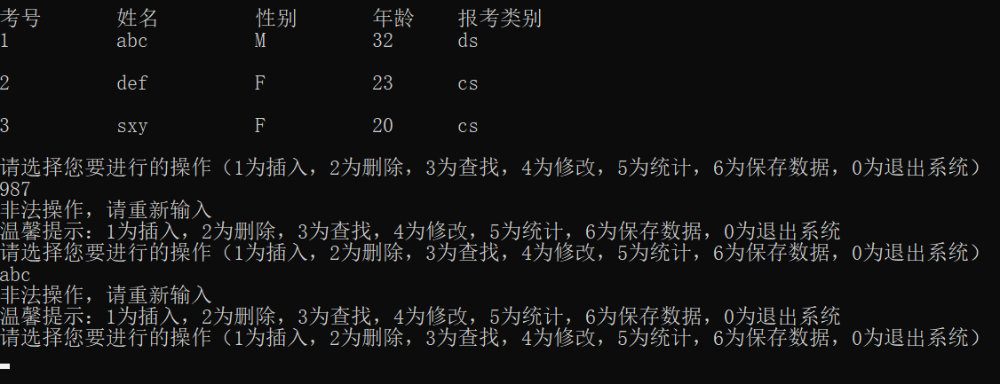 考号 姓名 性别 年龄 报考类别
1 abc M 32 ds
2 def F 23 cs
3 sxy F 20 cs
请选择您要进行的操作（1为插入，2为删除，3为查找，4为修改，5为统计，6为保存数据，0为退出系统）
987
非法操作，请重新输入
温馨提示：1为插入，2为删除，3为查找，4为修改，5为统计，6为保存数据，0为退出系统
请选择您要进行的操作（1为插入，2为删除，3为查找，4为修改，5为统计，6为保存数据，0为退出系统）
abc
非法操作，请重新输入
温馨提示：1为插入，2为删除，3为查找，4为修改，5为统计，6为保存数据，0为退出系统
请选择您要进行的操作（1为插入，2为删除，3为查找，4为修改，5为统计，6为保存数据，0为退出系统）